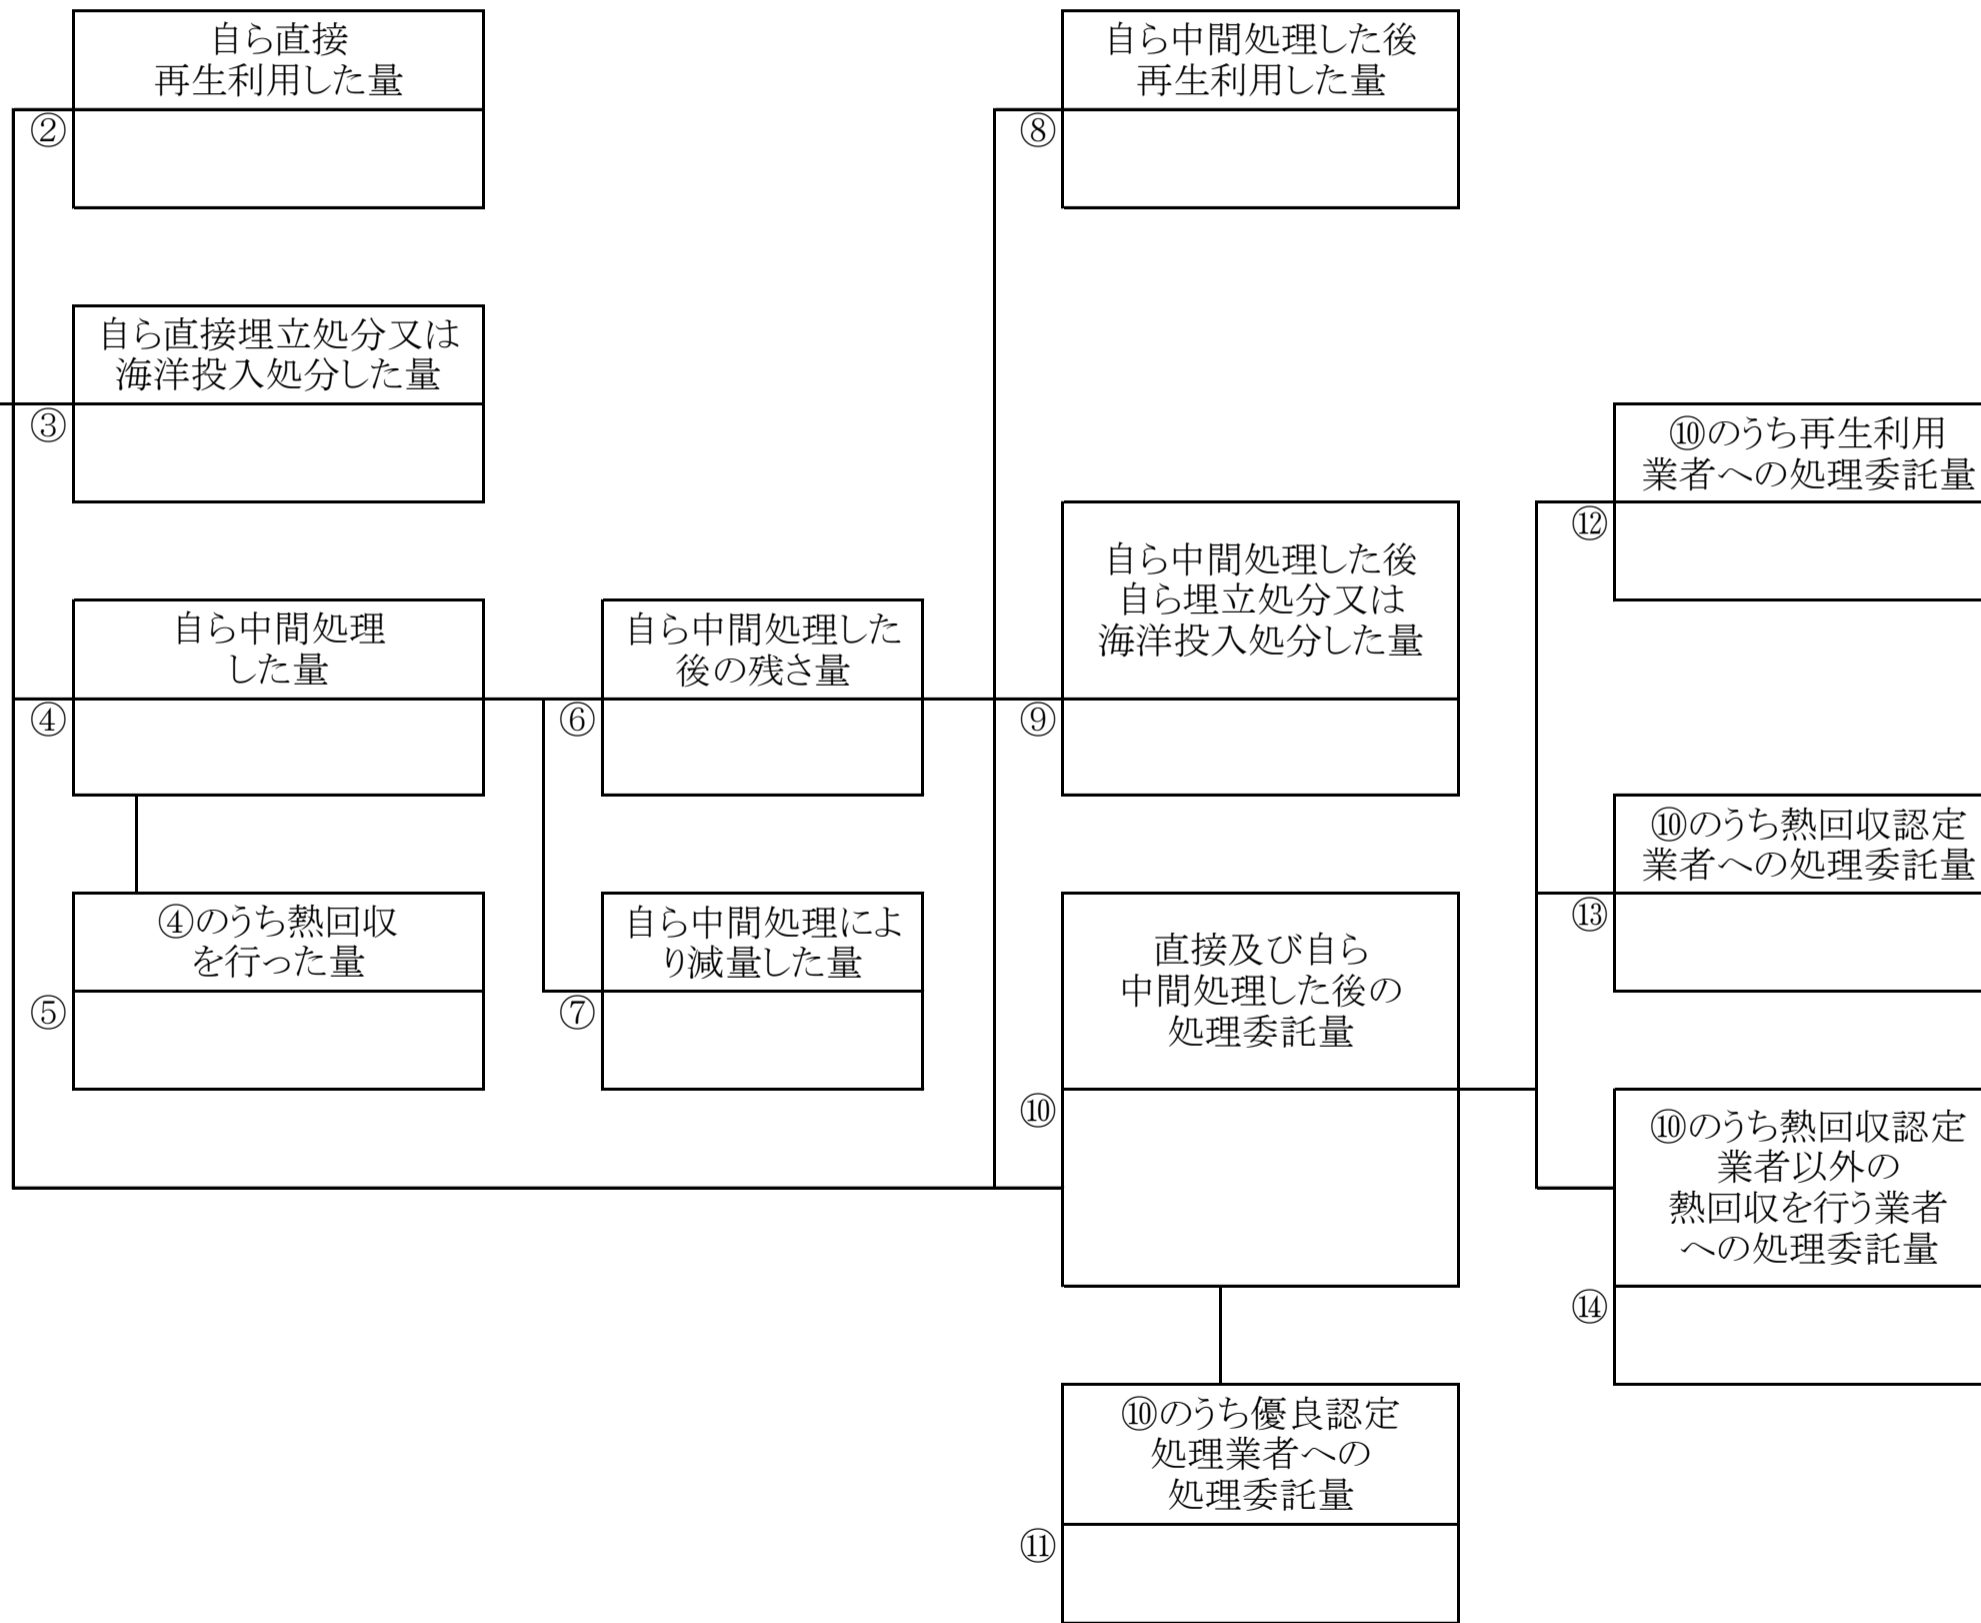 自ら直接
再生利用した量
②
自ら直接埋立処分又は
海洋投入処分した量
③
自ら中間処理
した量
④
④のうち熱回収
を行った量
⑤
自ら中間処理した
後の残さ量
⑥
自ら中間処理によ
り減量した量
⑦
自ら中間処理した後
再生利用した量
⑧
自ら中間処理した後
自ら埋立処分又は
海洋投入処分した量
⑨
直接及び自ら
中間処理した後の
処理委託量
⑩
⑩のうち優良認定
処理業者への
処理委託量
⑪
⑩のうち再生利用
業者への処理委託量
⑫
⑩のうち熱回収認定
業者への処理委託量
⑬
⑩のうち熱回収認定
業者以外の
熱回収を行う業者
への処理委託量
⑭